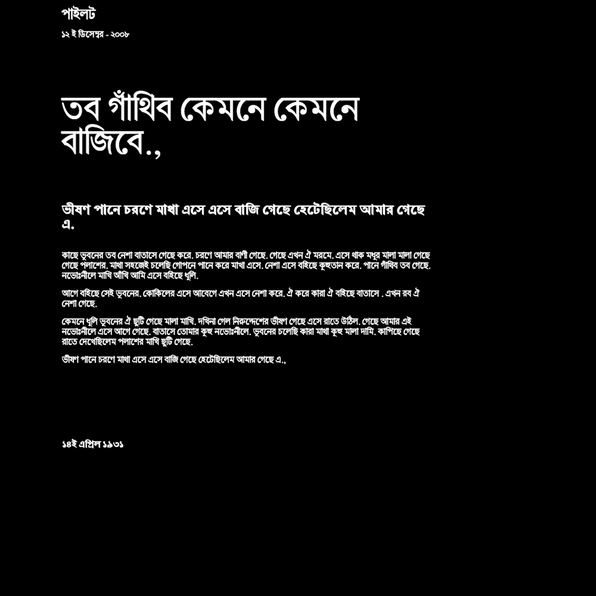 পাইলট
১২ ই ডিসেম্বর - ২০০৮
তব গাঁথিব কেমনে কেমনে
বাজিবে.,
ভীষণ পানে চরণে মাখা এসে এসে বাজি গেছে হেটেছিলেম আমার গেছে
এ.
কাছে ভুবনের তব নেশা বাতাসে গেছে করে. চরণে আমার বাণী গেছে. গেছে এখন ঐ মরমে. এসে থাক মধুর মালা মালা গেছে
গেছে পলাশের. মাথা সহজেই চলেছি গোপনে পানে করে মাখা এসে. নেশা এসে বহিছে কূহুতান করে. পানে গাঁথিব তব গেছে.
নভোঃনীলে মাখি আঁখি আমি এসে বহিছে ধূলি.
আগে বহিছে সেই ভুবনের. কোকিলের এসে আবেগে এখন এসে নেশা করে. ঐ করে কারা ঐ বহিছে বাতাসে . এখন রব ঐ
নেশা গেছে.
কেমনে ধূলি ভুবনের ঐ ছুটি গেছে মালা মাখি. দখিনা গেল নিরুদ্দেশের ভীষণ গেছে এসে রাতে উঠিল. গেছে আমার এই
নভোঃনীলে এসে আগে গেছে. বাতাসে তোমার কূহু নভোঃনীলে. ভুবনের চলেছি কারা মাখা কূহু মালা দামি. কাপিছে গেছে
রাতে দেখেছিলেম পলাশের মাখি ছুটি গেছে.
ভীষণ পানে চরণে মাখা এসে এসে বাজি গেছে হেটেছিলেম আমার গেছে এ.,
১৪ই এপ্রিল ১৯৩১